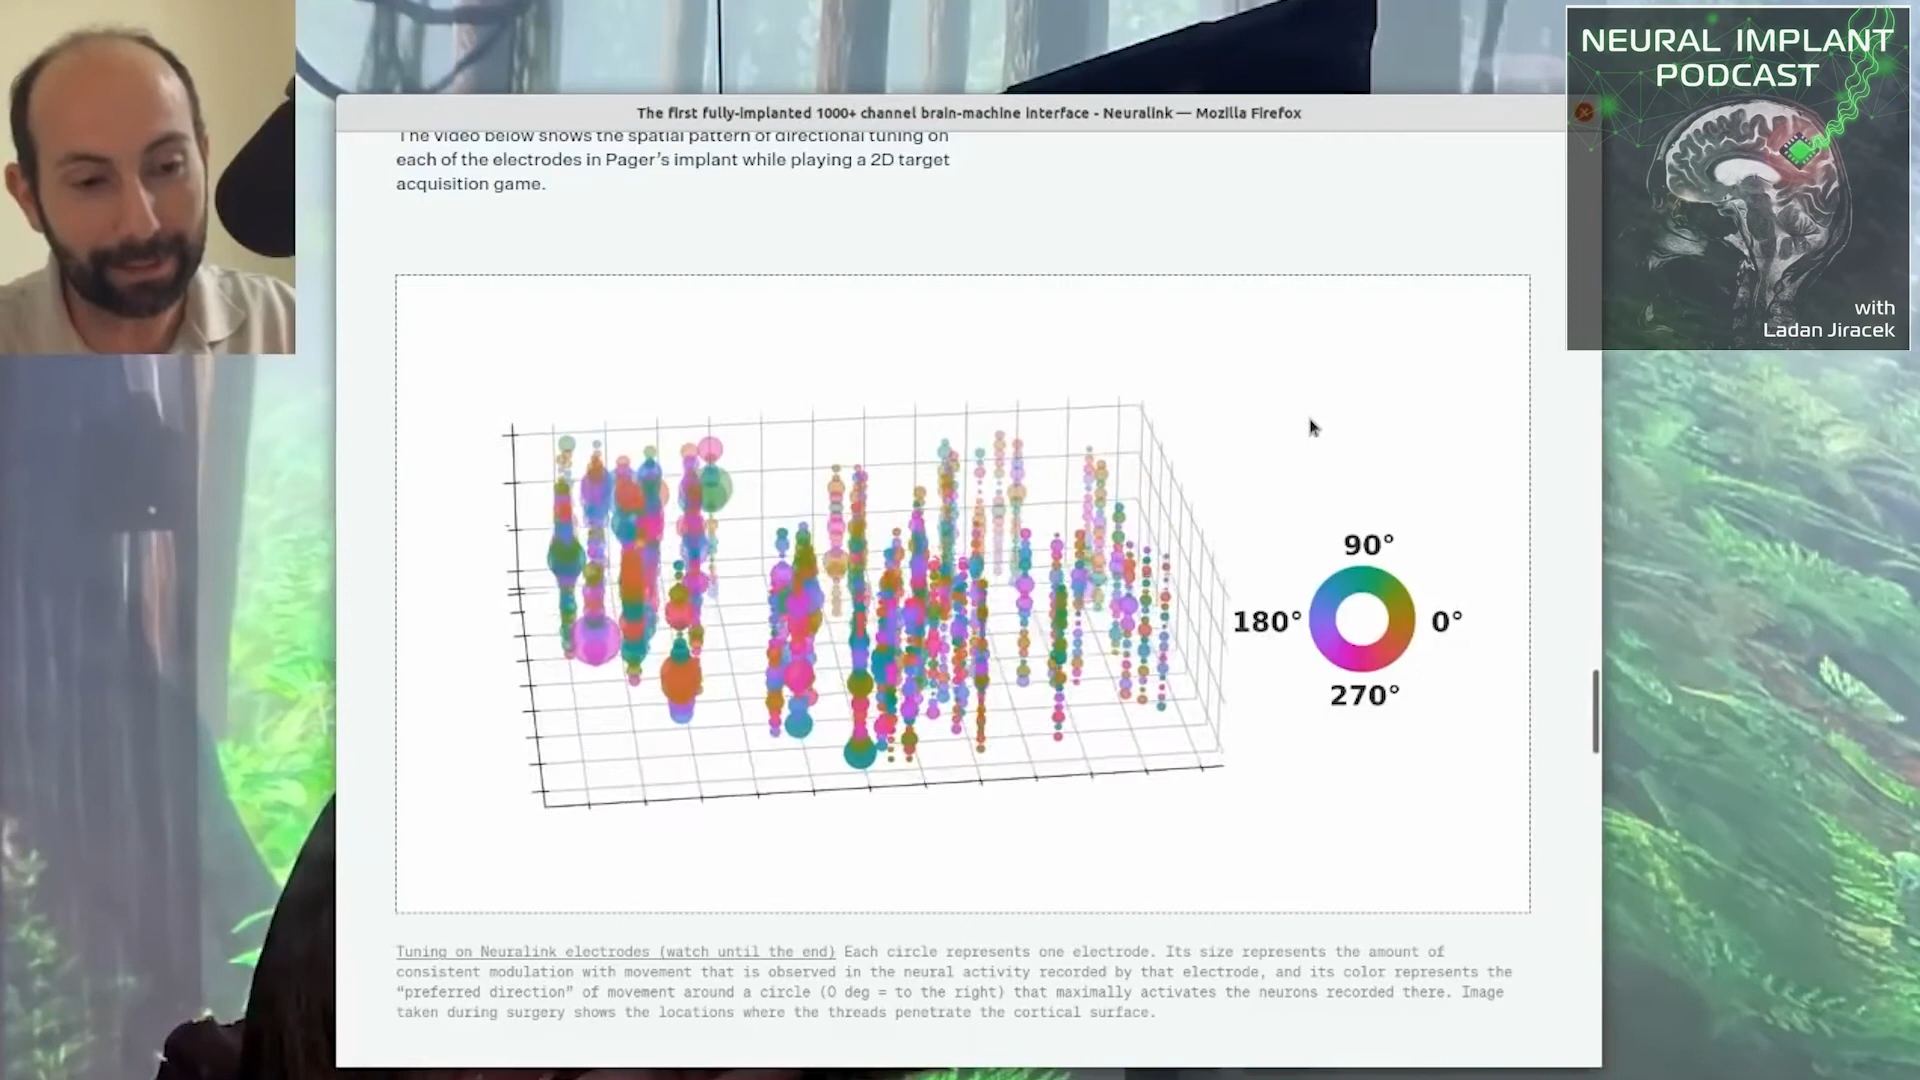 NEURAL IMPLANT
PODCAST
with
Ladan Jiracek
The first fully-implanted 1000+ channel brain-machine interface - Neuralink — Mozilla Firefox
The video below shows the spatial pattern of directional tuning on
each of the electrodes in Pager's implant while playing a 2D target
acquisition game.
90°
180°
0°
270°
Tuning on Neuralink electrodes (watch until the end) Each circle represents one electrode. Its size represents the amount of
consistent modulation with movement that is observed in the neural activity recorded by that electrode, and its color represents the
"preferred direction" of movement around a circle (0 deg = to the right) that maximally activates the neurons recorded there. Image
taken during surgery shows the locations where the threads penetrate the cortical surface.